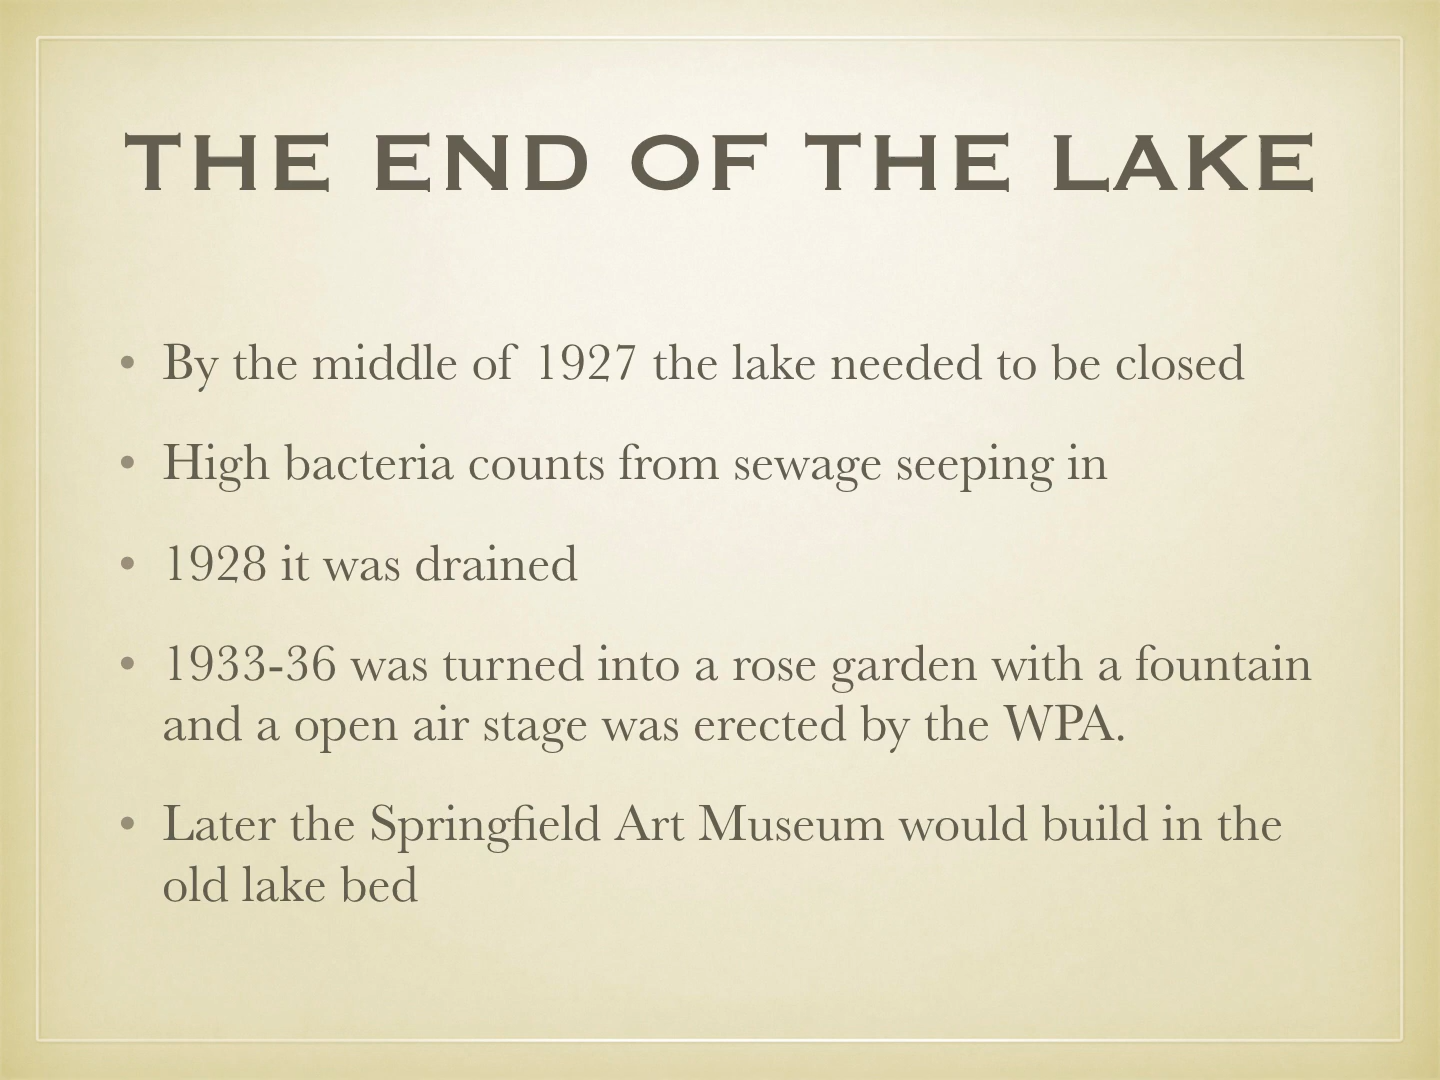 THE END OF THE LAKE
• By the middle of 1927 the lake needed to be closed
• High bacteria counts from sewage seeping in
• 1928 it was drained
• 1933-36 was turned into a rose garden with a fountain
and a open air stage was erected by the WPA.
• Later the Springfield Art Museum would build in the
old lake bed